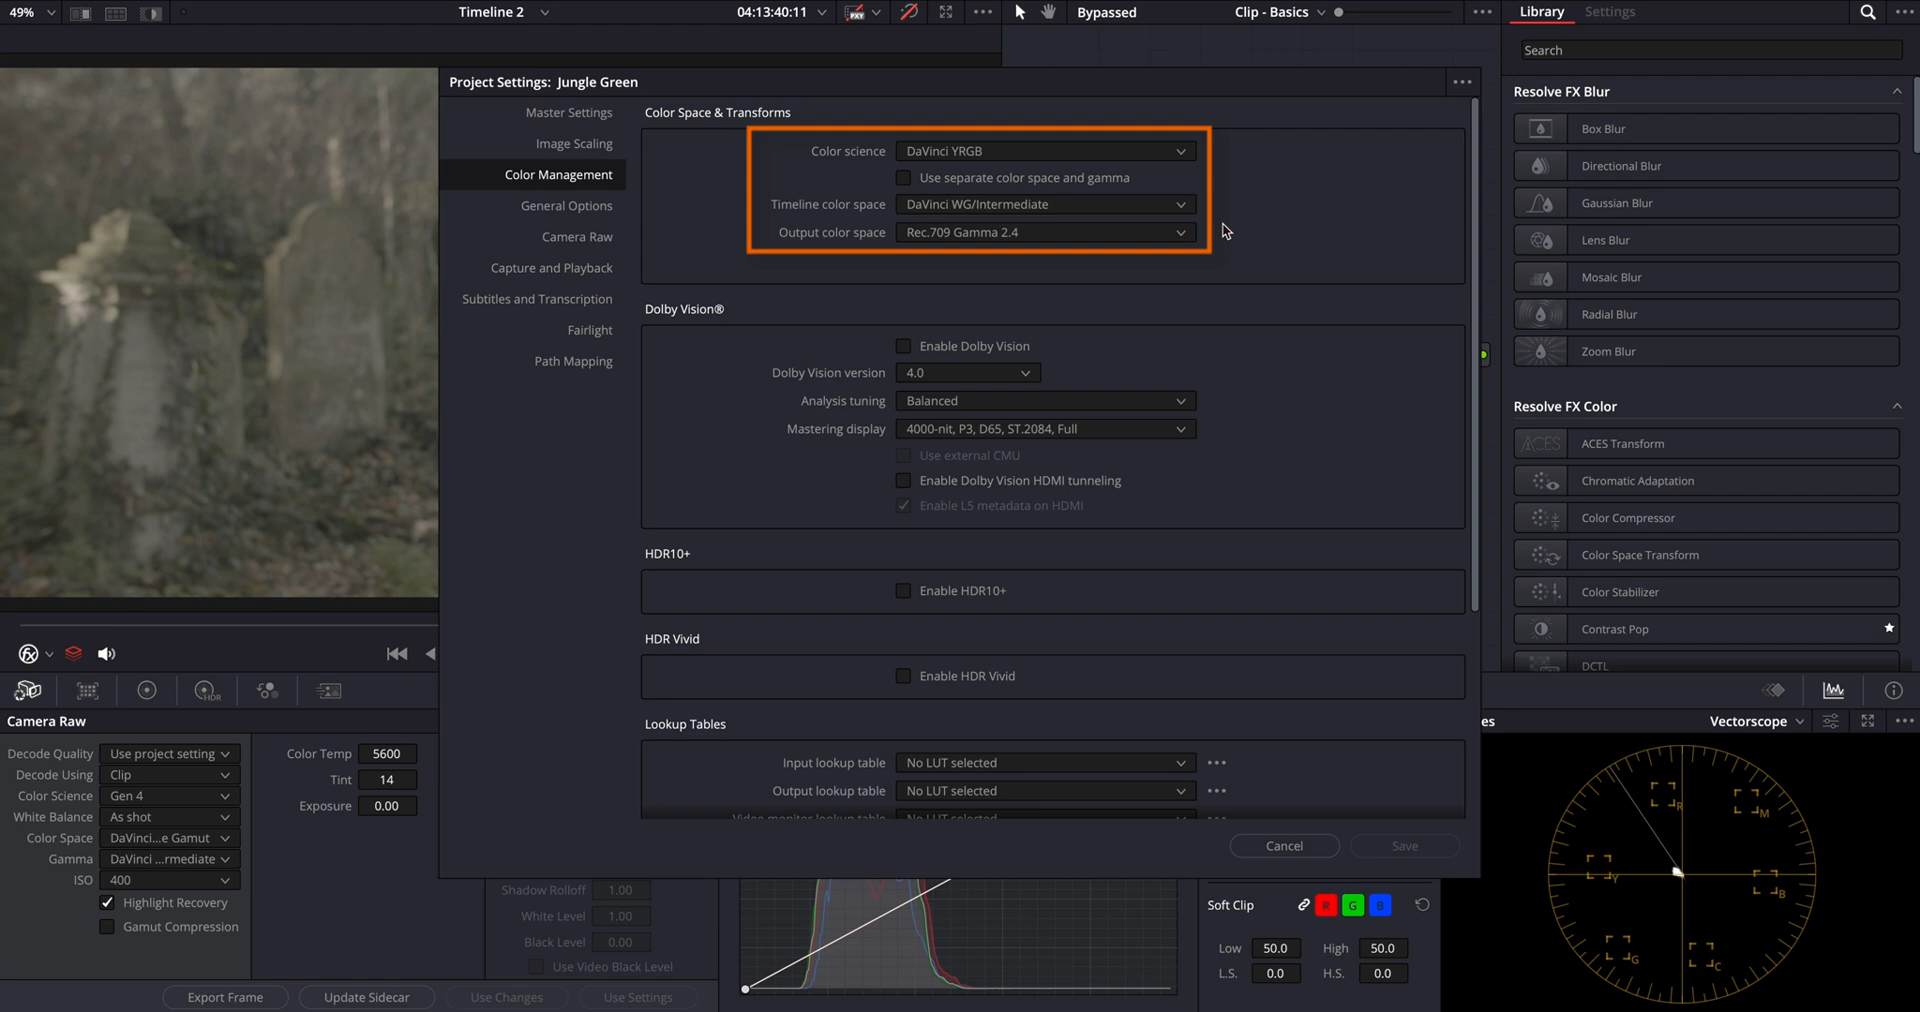 49%
Timeline 2
04:13:40:11
Bypassed
Clip - Basics
Library
Settings
Search
Project Settings: Jungle Green
Master Settings
Image Scaling
Color Management
General Options
Camera Raw
Capture and Playback
Subtitles and Transcription
Fairlight
Path Mapping
Color Space & Transforms
Color science DaVinci YRGB
Use separate color space and gamma
Timeline color space DaVinci WG/Intermediate
Output color space Rec.709 Gamma 2.4
Dolby Vision®
Enable Dolby Vision
Dolby Vision version 4.0
Analysis tuning Balanced
Mastering display 4000-nit, P3, D65, ST.2084, Full
Use external CMU
Enable Dolby Vision HDMI tunneling
Enable L5 metadata on HDMI
HDR10+
Enable HDR10+
HDR Vivid
Enable HDR Vivid
Lookup Tables
Input lookup table No LUT selected
Output lookup table No LUT selected
Video monitor lookup table No LUT selected
Cancel
Save
Resolve FX Blur
Box Blur
Directional Blur
Gaussian Blur
Lens Blur
Mosaic Blur
Radial Blur
Zoom Blur
Resolve FX Color
ACES ACES Transform
Chromatic Adaptation
Color Compressor
Color Space Transform
Color Stabilizer
Contrast Pop
DCTL
fx
HDR
Camera Raw
Decode Quality Use project setting
Decode Using Clip
Color Science Gen 4
White Balance As shot
Color Space DaVinci...e Gamut
Gamma DaVinci ...rmediate
ISO 400
Highlight Recovery
Gamut Compression
Color Temp 5600
Tint 14
Exposure 0.00
Shadow Rolloff 1.00
White Level 1.00
Black Level 0.00
Use Video Black Level
Export Frame
Update Sidecar
Use Changes
Use Settings
Soft Clip
R
G
B
Low 50.0
High 50.0
L.S. 0.0
H.S. 0.0
es
Vectorscope
R
M
Y
B
G
C